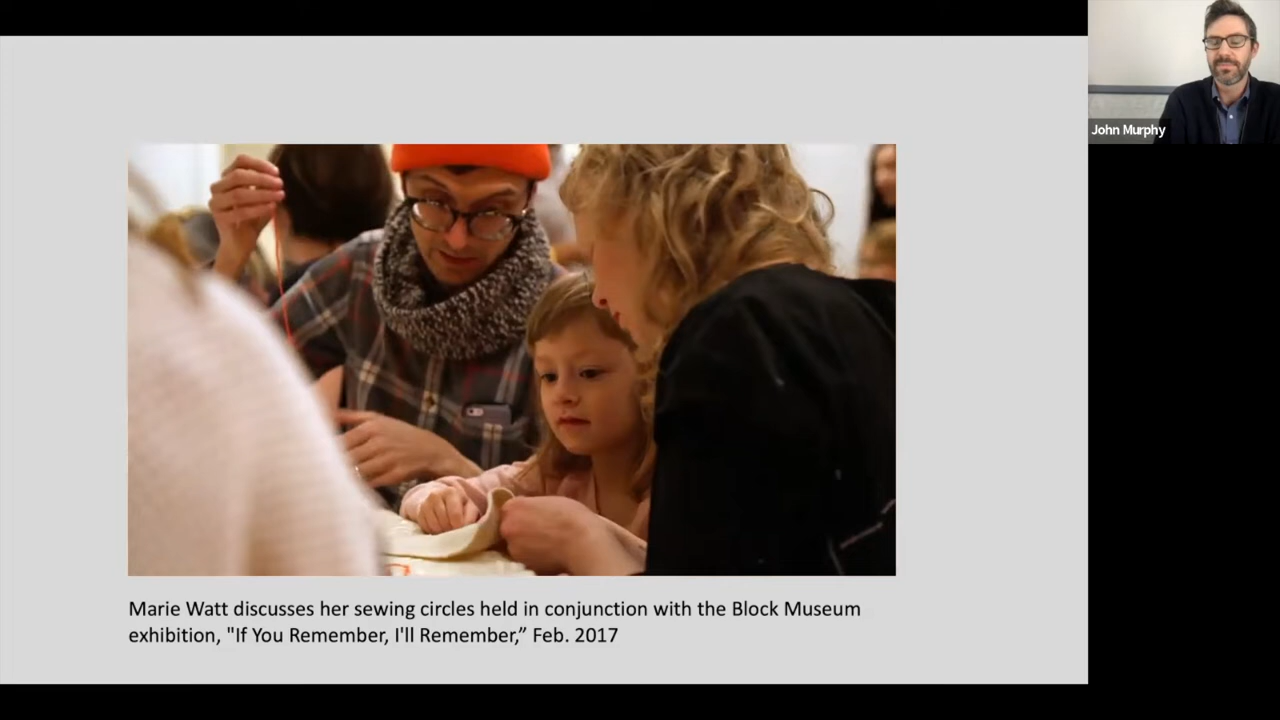 John Murphy
Marie Watt discusses her sewing circles held in conjunction with the Block Museum
exhibition, "If You Remember, I'll Remember,” Feb. 2017